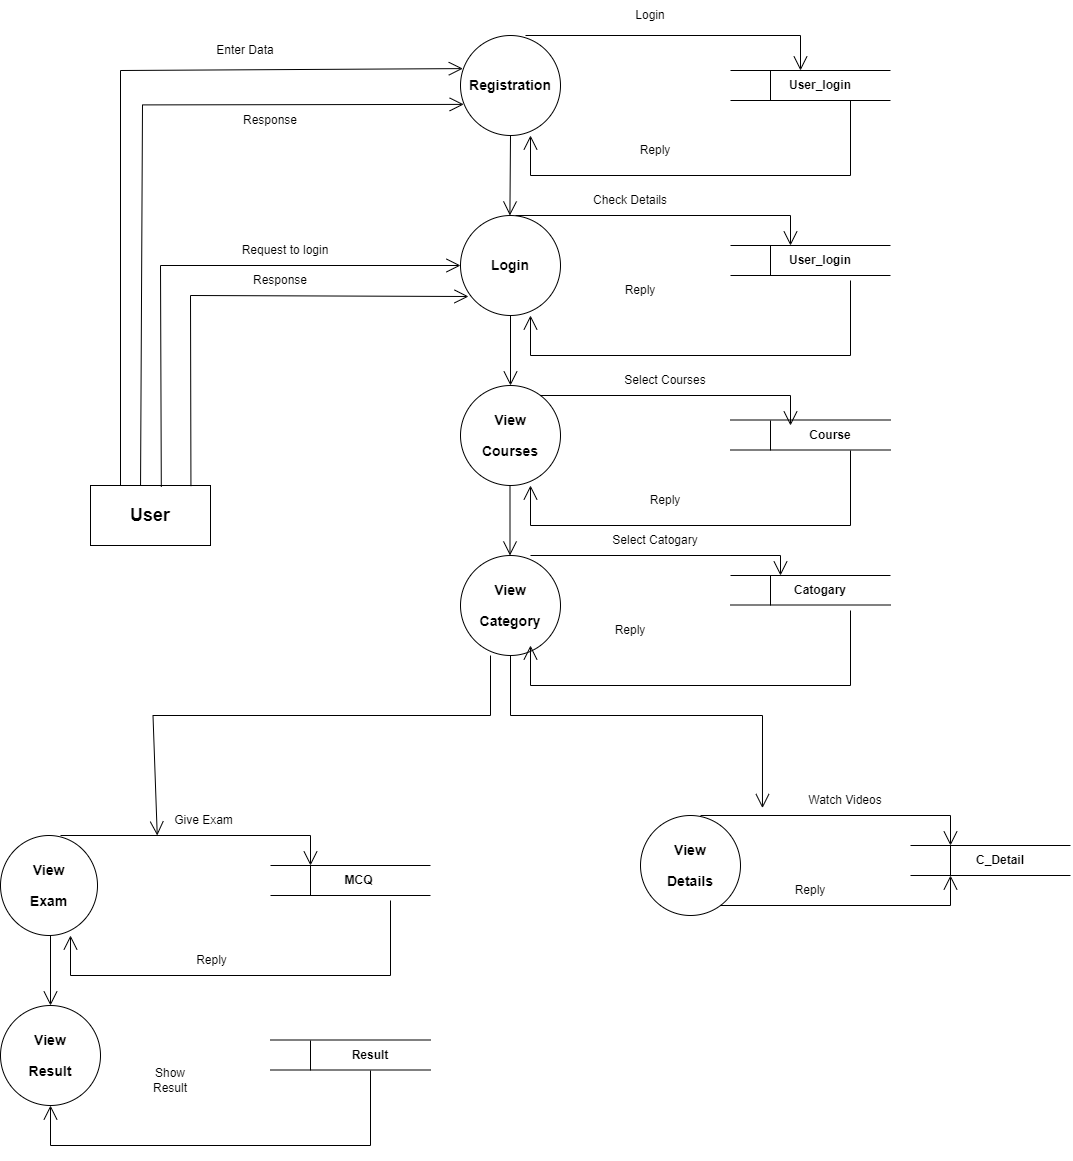 Login
Enter Data
Registration
User_login
Response
Reply
Check Details
Request to login
Login
User_login
Response
Reply
Select Courses
View
Courses
Course
Reply
User
Select Catogary
View
Category
Catogary
Reply
Give Exam
Watch Videos
View
Exam
MCQ
View
Details
C_Detail
Reply
Reply
View
Result
Result
Show
Result